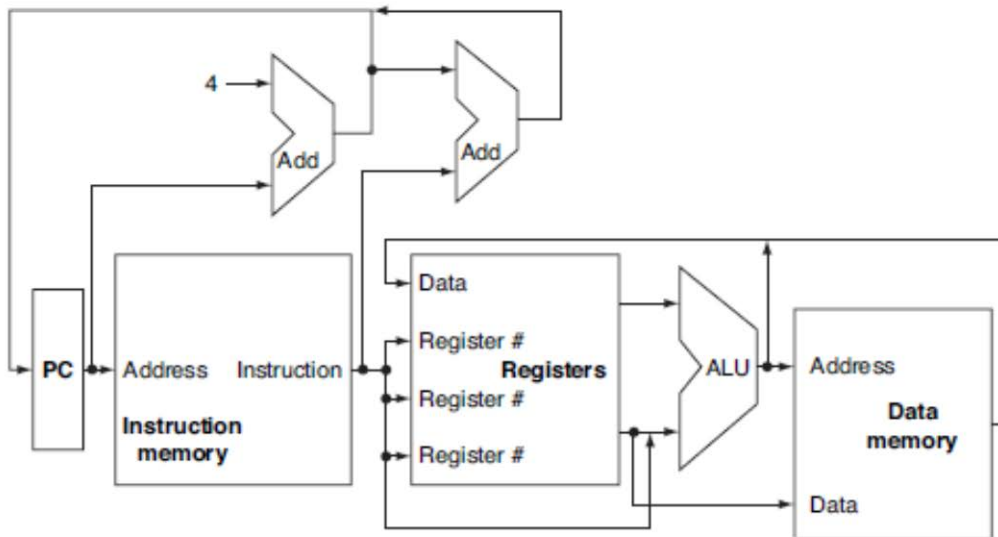 4
Add
Add
Data
Register #
PC
Address
Instruction
Registers
ALU
Address
Register #
Instruction
memory
Data
memory
Register #
Data